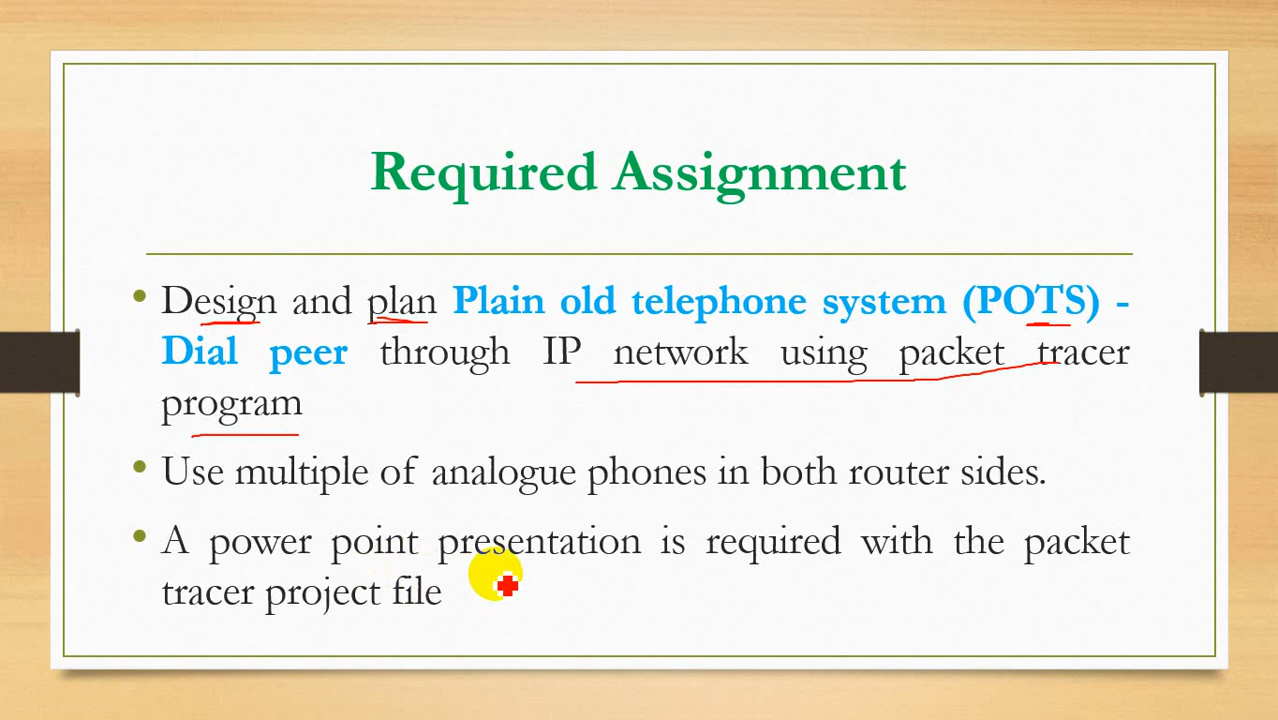 Required Assignment
• Design and plan Plain old telephone system (POTS) -
Dial peer through IP network using packet tracer
program
• Use multiple of analogue phones in both router sides.
• A power point presentation is required with the packet
tracer project file